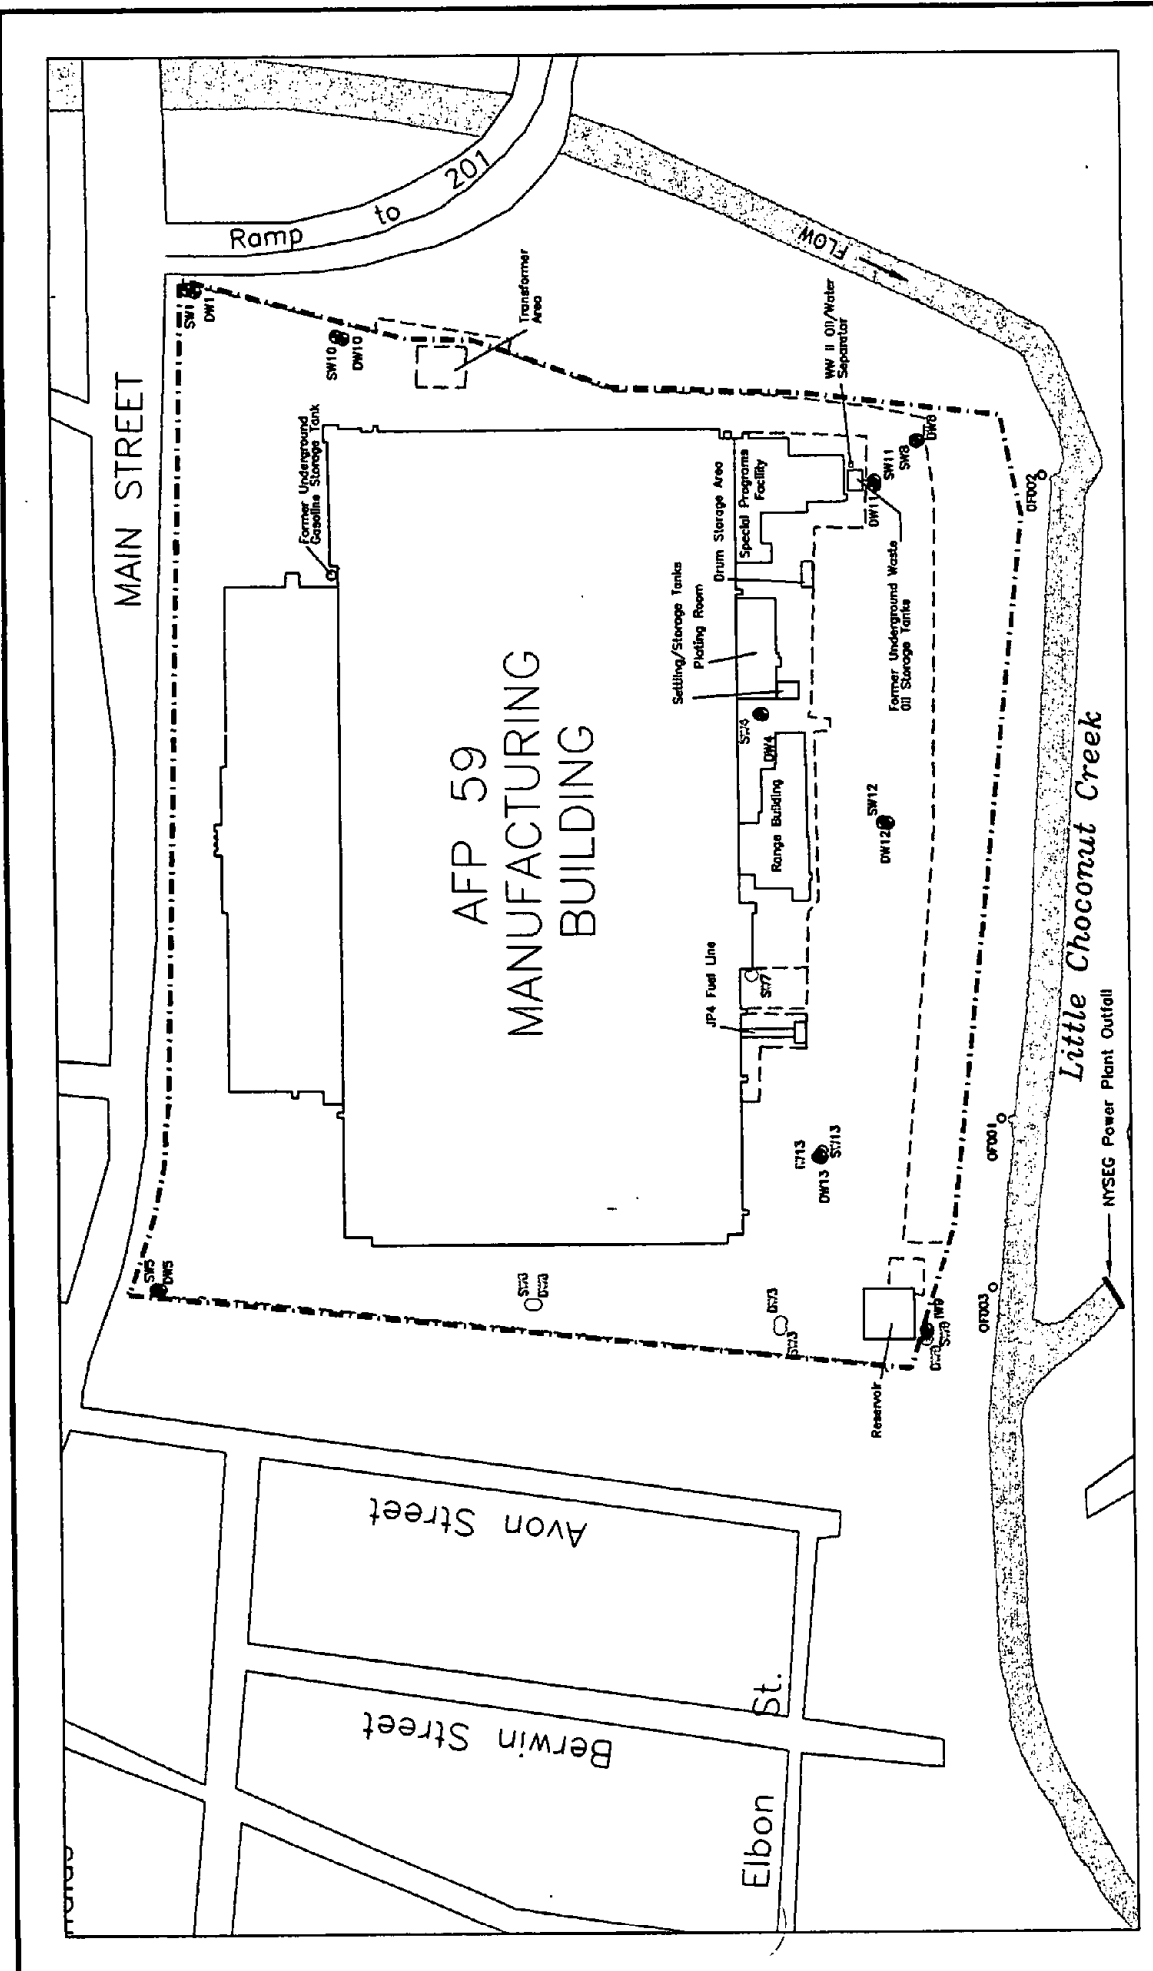 MAIN STREET
Ramp
to
201
FLOW
SW1
DW1
SW10
DW10
Transformer
Area
WW II Oil/Water
Separator
Former Underground
Gasoline Storage Tank
AFP 59
MANUFACTURING
BUILDING
Special Programs
Facility
Drum Storage Area
Settling/Storage Tanks
Plating Room
SW11
DW11
SW8
DW8
OF002
Former Underground Waste
Oil Storage Tanks
DW4
SW12
DW12
Range Building
JP4 Fuel Line
SW7
Little Choconut Creek
NYSEG Power Plant Outfall
OF001
SW13
DW13
SW5
DW5
SW3
DW3
Reservoir
IW9
OF003
Avon Street
Berwin Street
Elbon St.